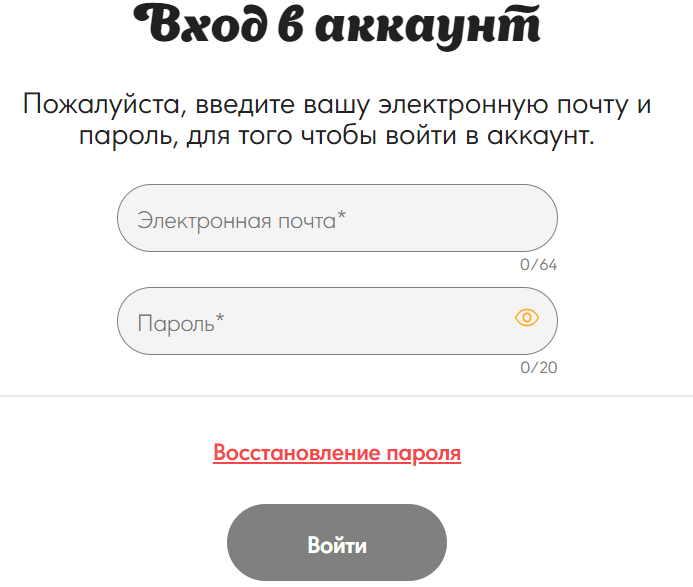 Вход в аккаунт
Пожалуйста, введите вашу электронную почту и
пароль, для того чтобы войти в аккаунт.
Электронная почта*
0/64
Пароль*
0/20
Восстановление пароля
Войти